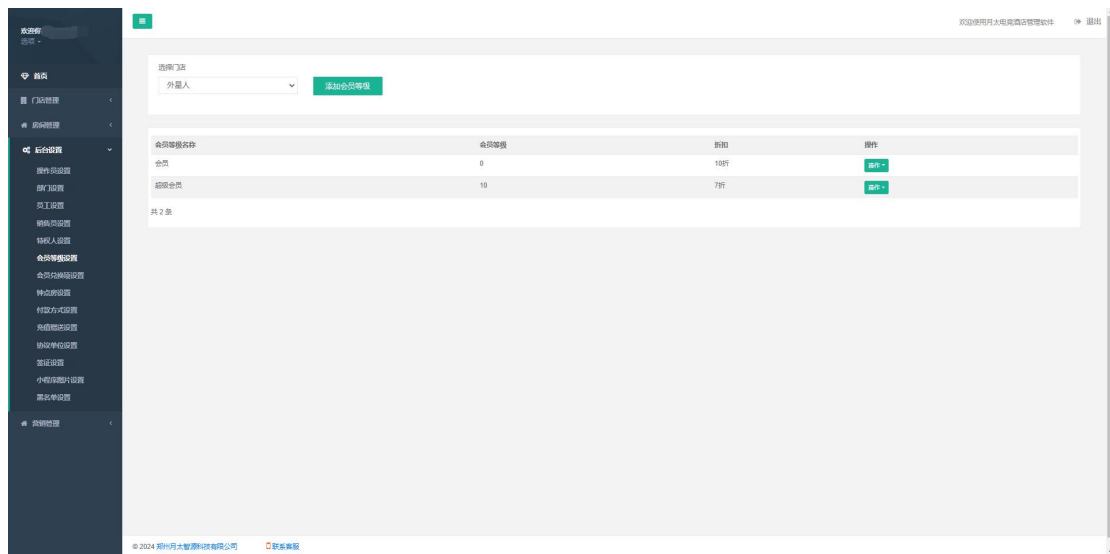 欢迎你
选项
欢迎使用月太电竞酒店管理软件 退出
首页
门店管理
房间管理
后台设置
操作员设置
部门设置
员工设置
销售员设置
特权人设置
会员等级设置
会员兑换项设置
钟点房设置
付款方式设置
充值赠送设置
协议单位设置
签证设置
小程序图片设置
黑名单设置
营销管理
选择门店
外星人 添加会员等级
会员等级名称 会员等级 折扣 操作
会员 0 10折 操作
超级会员 10 7折 操作
共 2 条
© 2024 郑州月太智源科技有限公司 联系客服